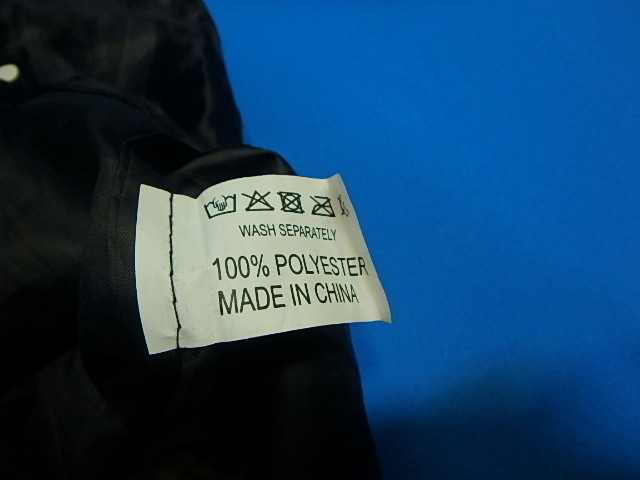 WASH SEPARATELY
100% POLYESTER
MADE IN CHINA